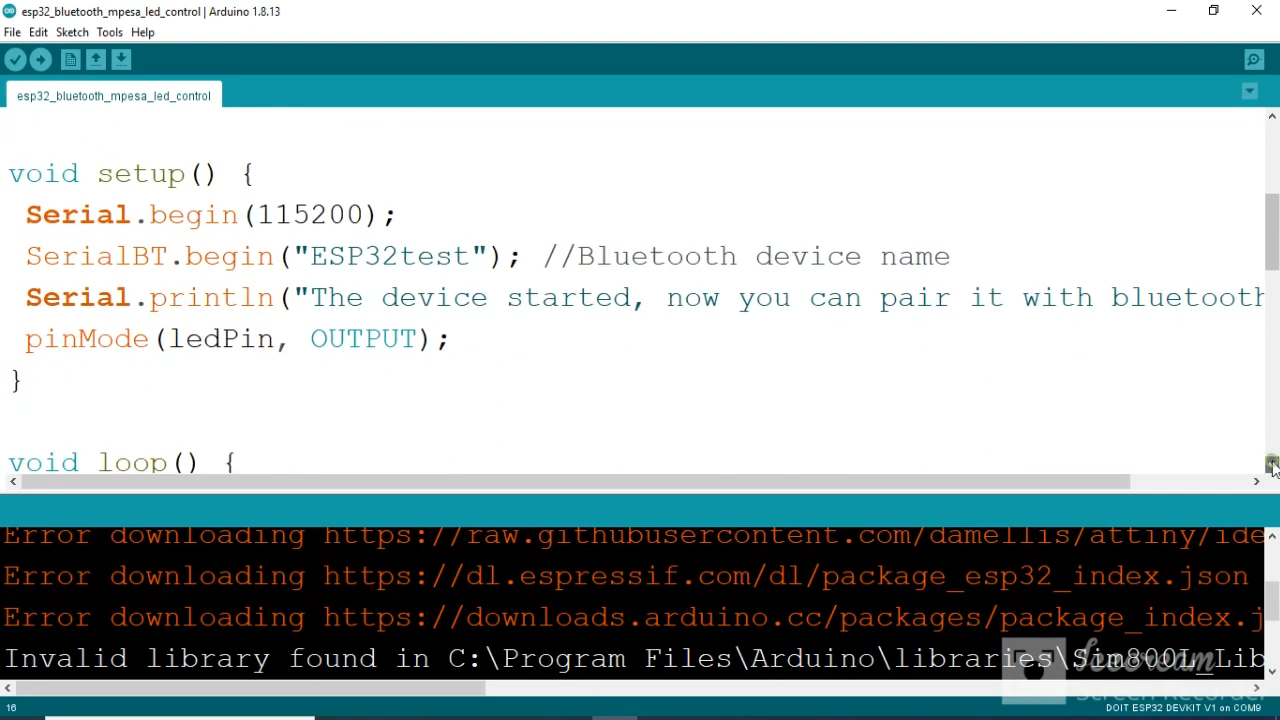 esp32_bluetooth_mpesa_led_control | Arduino 1.8.13
File Edit Sketch Tools Help
esp32_bluetooth_mpesa_led_control
void setup() {
Serial.begin(115200);
SerialBT.begin("ESP32test"); //Bluetooth device name
Serial.println("The device started, now you can pair it with bluetooth
pinMode(ledPin, OUTPUT);
}
void loop() {
Error downloading https://raw.githubusercontent.com/damellis/attiny/ide
Error downloading https://dl.espressif.com/dl/package_esp32_index.json
Error downloading https://downloads.arduino.cc/packages/package_index.j
Invalid library found in C:\Program Files\Arduino\libraries\Sim800L_Lib
Screen Recorder
16
DOIT ESP32 DEVKIT V1 on COM9